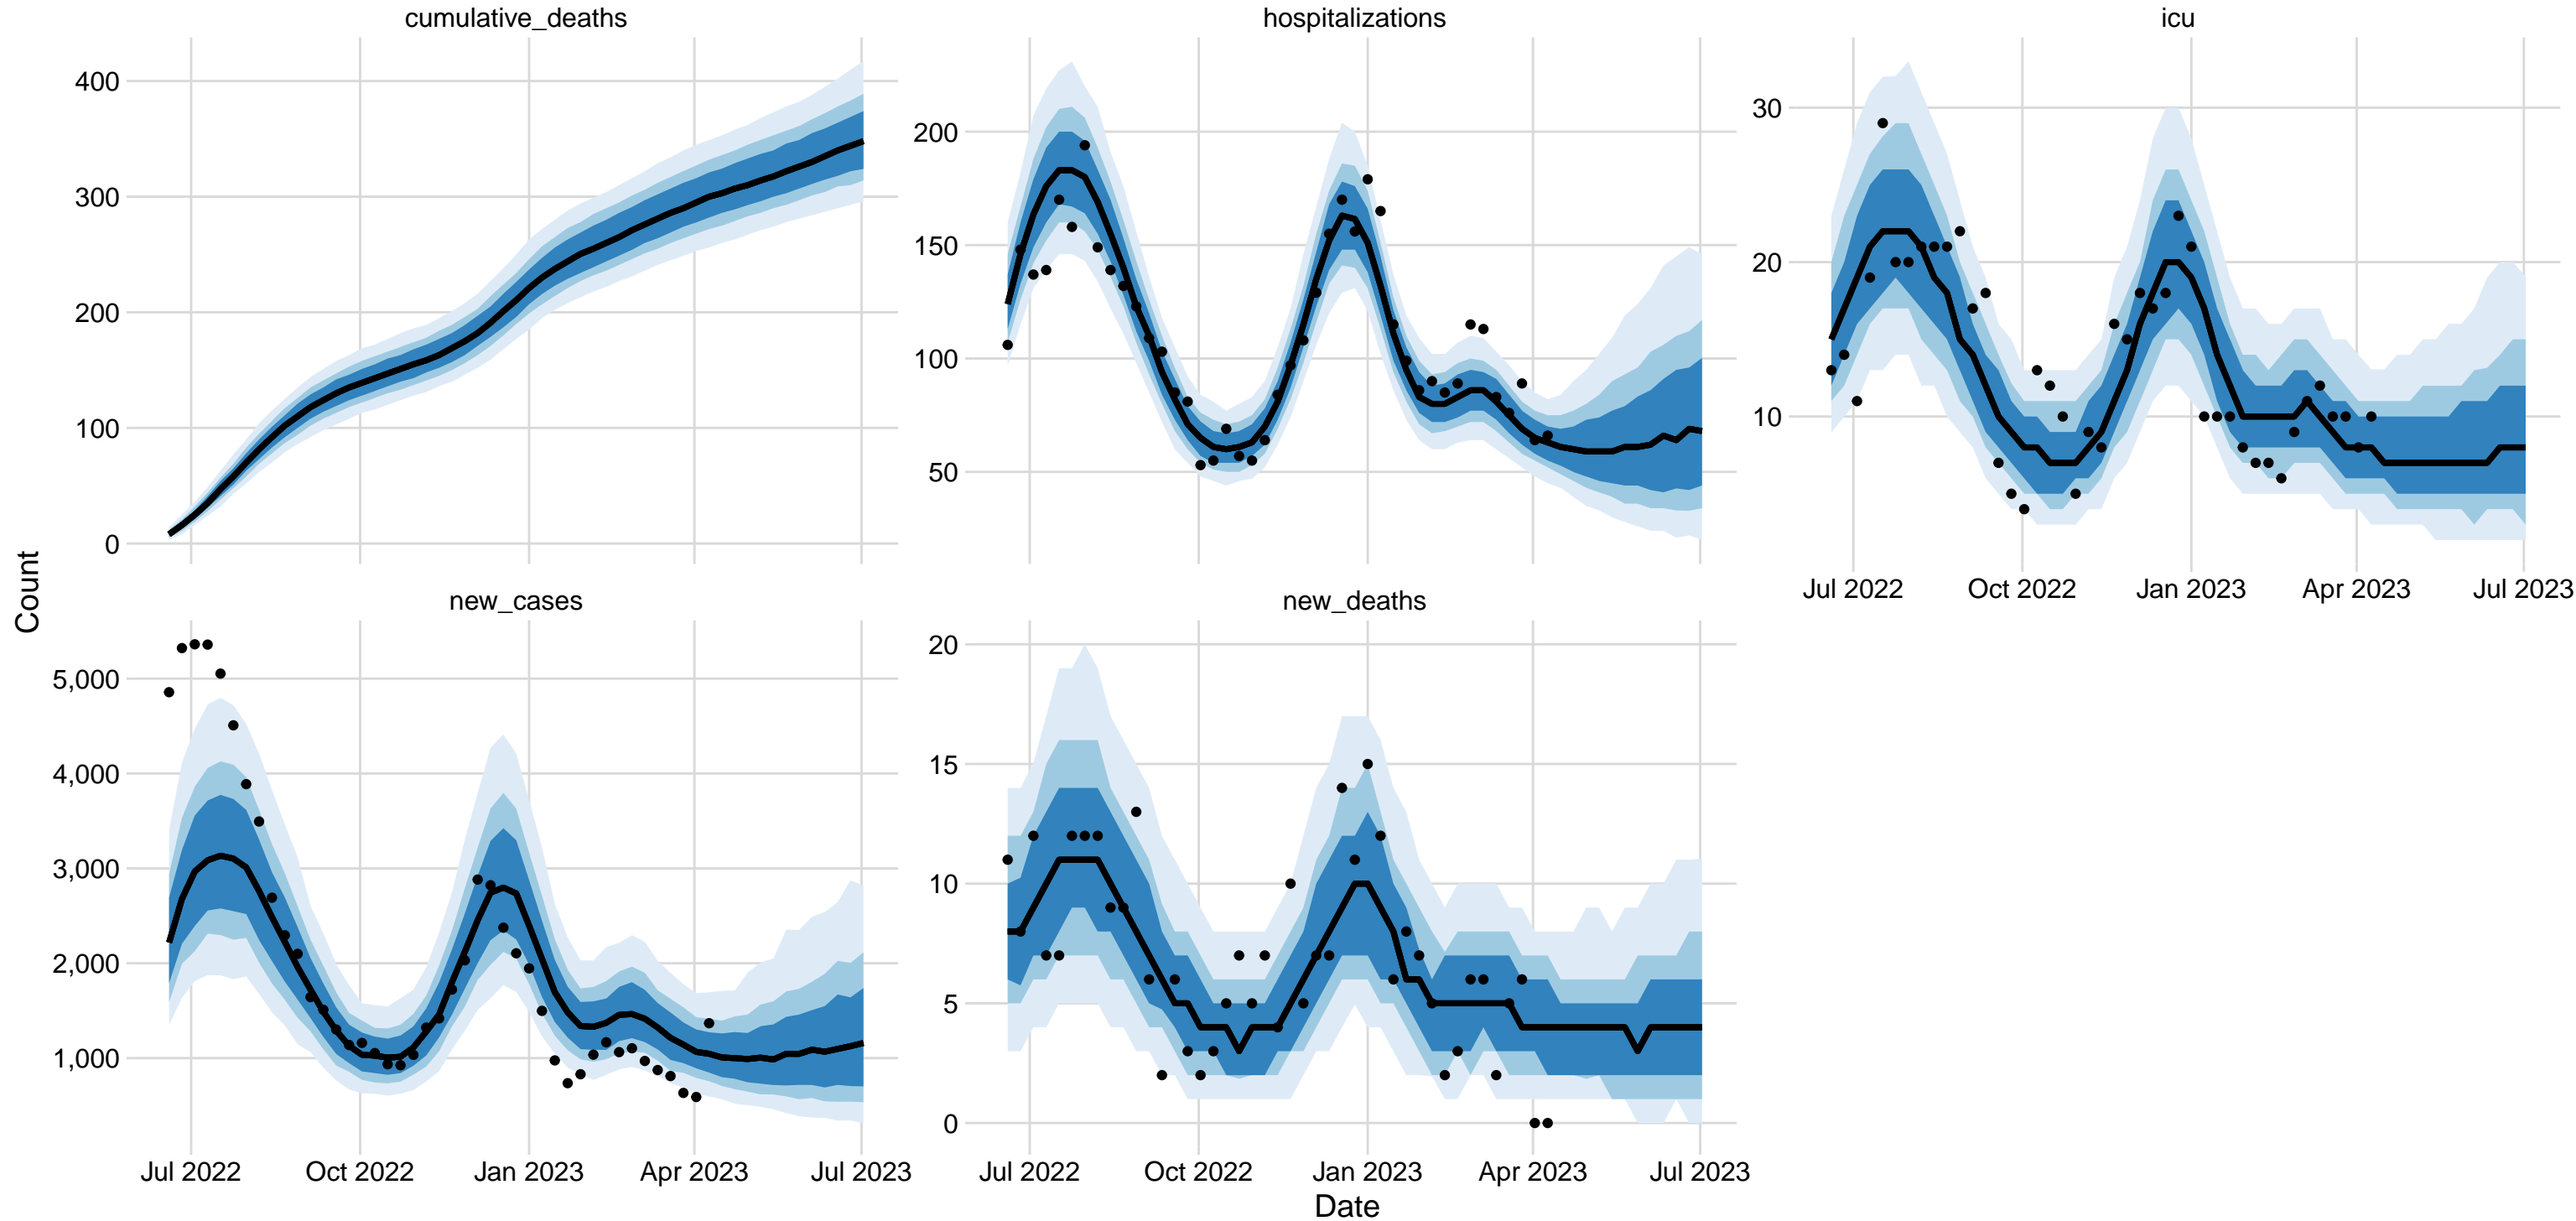 cumulative_deaths
hospitalizations
icu
400
300
200
100
0
200
150
100
50
30
20
10
Jul 2022 Oct 2022 Jan 2023 Apr 2023 Jul 2023
Count
new_cases
new_deaths
5,000
4,000
3,000
2,000
1,000
20
15
10
5
0
Jul 2022 Oct 2022 Jan 2023 Apr 2023 Jul 2023
Jul 2022 Oct 2022 Jan 2023 Apr 2023 Jul 2023
Date